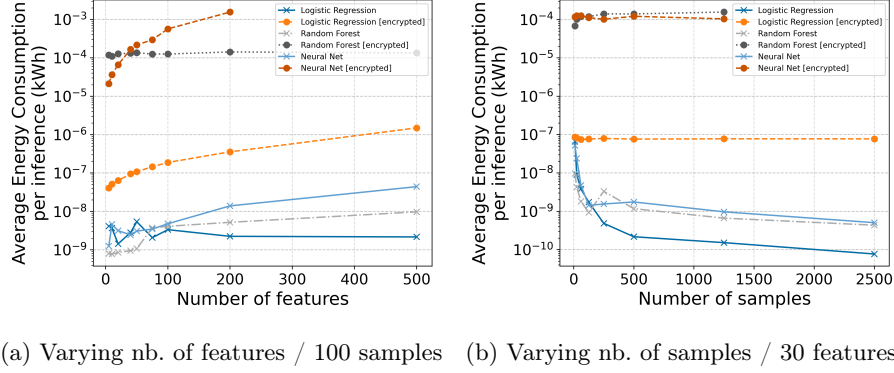 Average Energy Consumption
per inference (kWh)
10⁻³
10⁻⁴
10⁻⁵
10⁻⁶
10⁻⁷
10⁻⁸
10⁻⁹
Logistic Regression
Logistic Regression [encrypted]
Random Forest
Random Forest [encrypted]
Neural Net
Neural Net [encrypted]
0 100 200 300 400 500
Number of features
Average Energy Consumption
per inference (kWh)
10⁻⁴
10⁻⁵
10⁻⁶
10⁻⁷
10⁻⁸
10⁻⁹
10⁻¹⁰
Logistic Regression
Logistic Regression [encrypted]
Random Forest
Random Forest [encrypted]
Neural Net
Neural Net [encrypted]
0 500 1000 1500 2000 2500
Number of samples
(a) Varying nb. of features / 100 samples
(b) Varying nb. of samples / 30 features